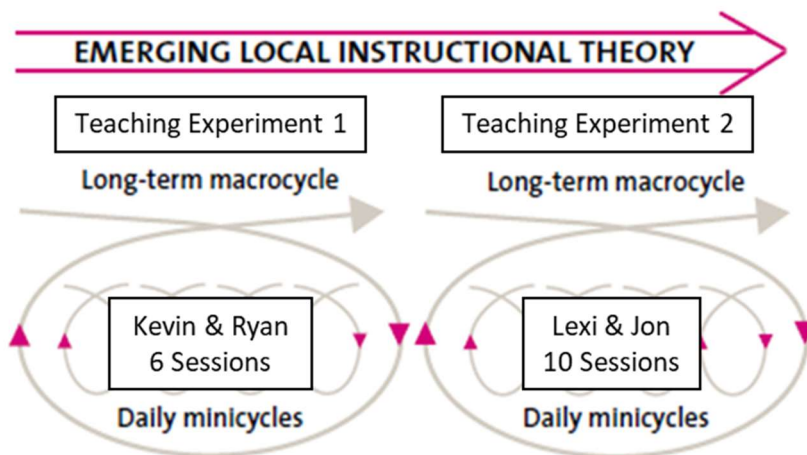 EMERGING LOCAL INSTRUCTIONAL THEORY
Teaching Experiment 1
Long-term macrocycle
Kevin & Ryan
6 Sessions
Daily minicycles
Teaching Experiment 2
Long-term macrocycle
Lexi & Jon
10 Sessions
Daily minicycles